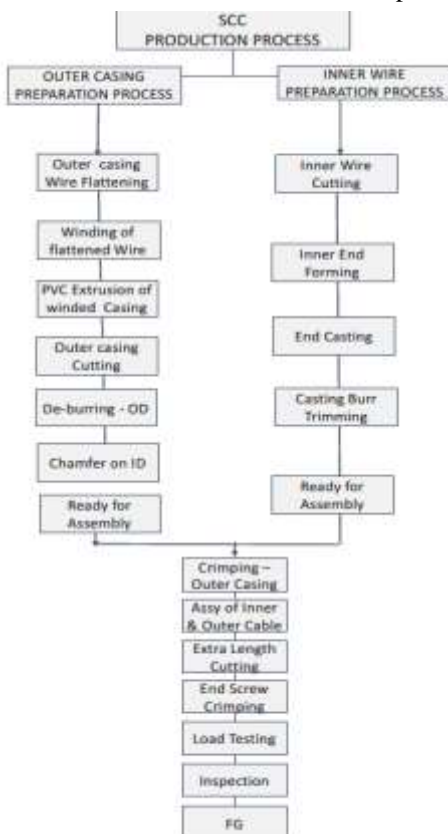 SCC
PRODUCTION PROCESS
OUTER CASING
PREPARATION PROCESS
Outer casing
Wire Flattening
Winding of
flattened Wire
PVC Extrusion of
winded Casing
Outer casing
Cutting
De-burring - OD
Chamfer on ID
Ready for
Assembly
INNER WIRE
PREPARATION PROCESS
Inner Wire
Cutting
Inner End
Forming
End Casting
Casting Burr
Trimming
Ready for
Assembly
Crimping –
Outer Casing
Assy of Inner
& Outer Cable
Extra Length
Cutting
End Screw
Crimping
Load Testing
Inspection
FG